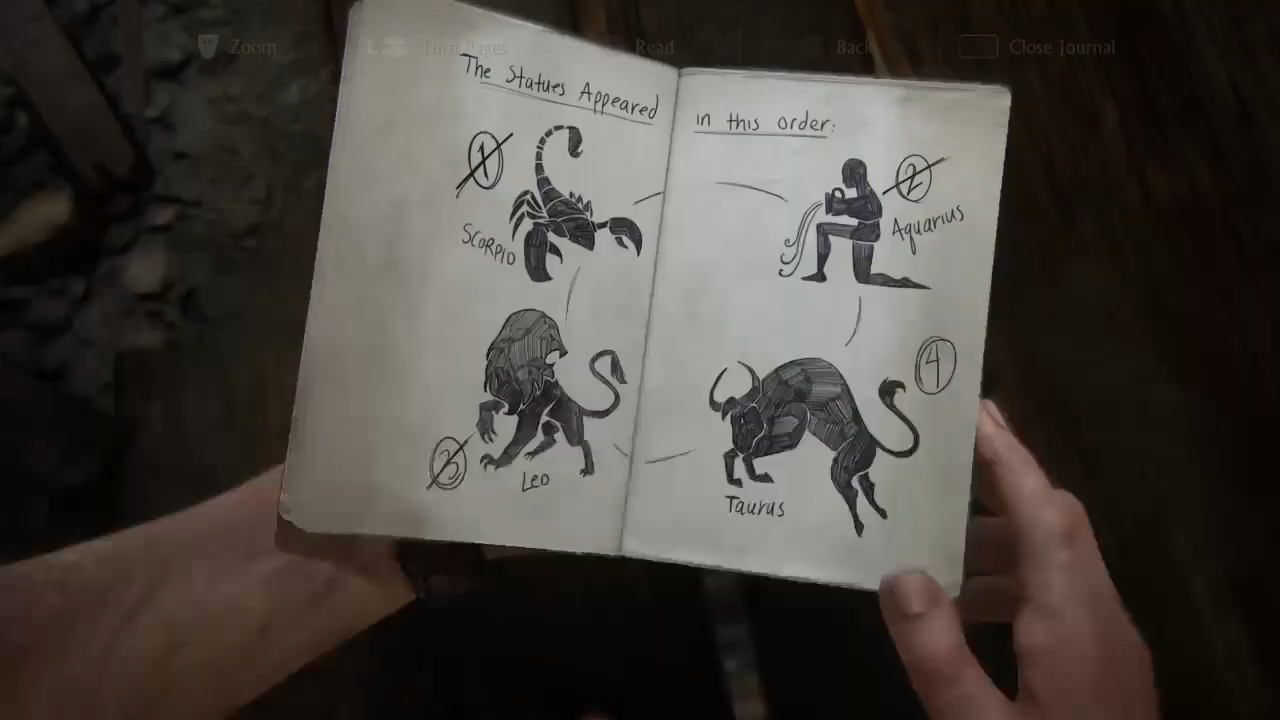 Zoom
Turn Pages
Read
Back
Close Journal
The Statues Appeared
in this order:
1
Scorpio
2
Aquarius
3
Leo
4
Taurus